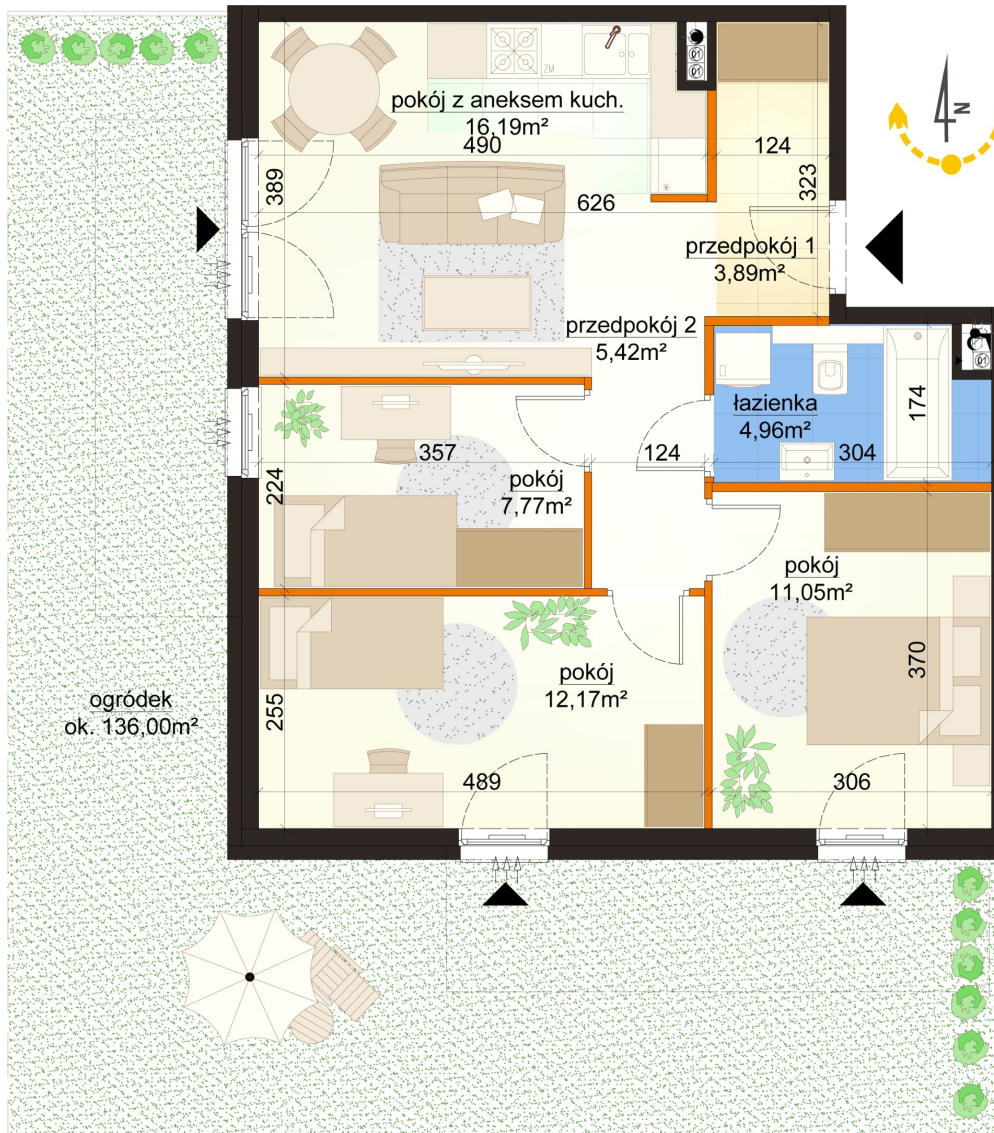 ZM
pokój z aneksem kuch.
16,19m²
490
124
389
323
626
N
przedpokój 1
3,89m²
przedpokój 2
5,42m²
łazienka
4,96m²
174
357
124
304
224
pokój
7,77m²
pokój
11,05m²
370
ogródek
ok. 136,00m²
255
pokój
12,17m²
489
306